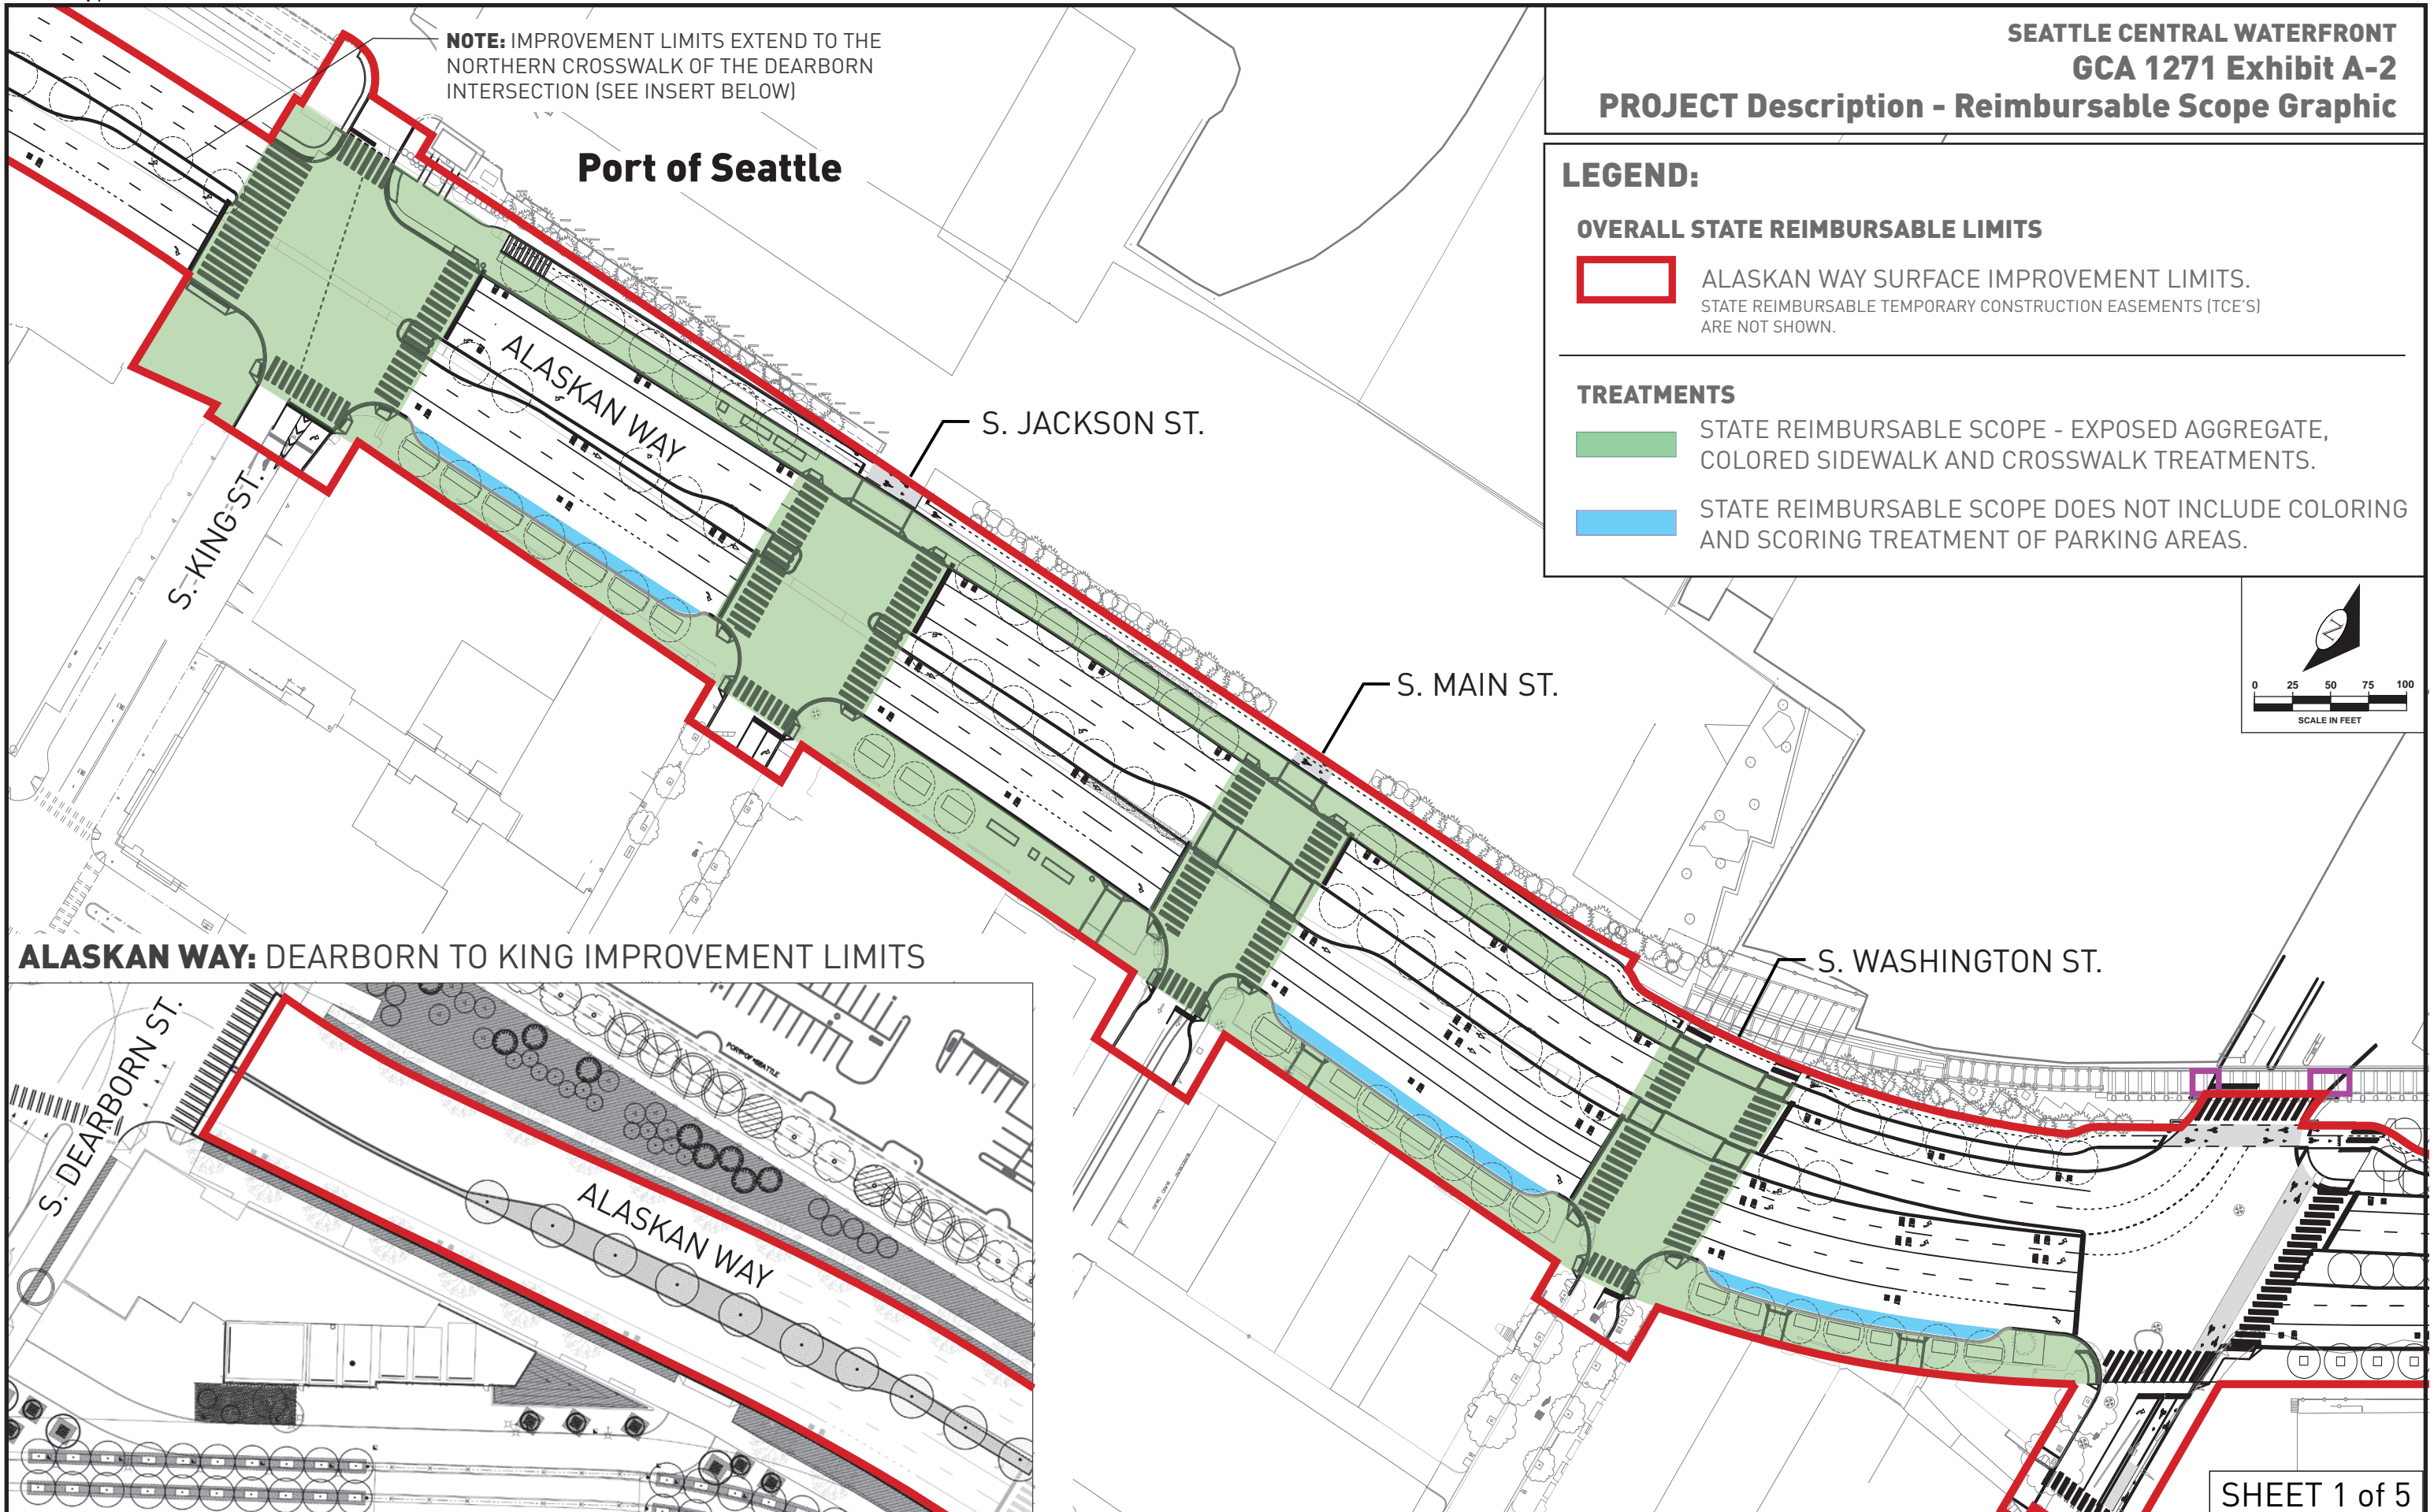 NOTE: IMPROVEMENT LIMITS EXTEND TO THE
NORTHERN CROSSWALK OF THE DEARBORN
INTERSECTION (SEE INSERT BELOW)
Port of Seattle
SEATTLE CENTRAL WATERFRONT
GCA 1271 Exhibit A-2
PROJECT Description - Reimbursable Scope Graphic
LEGEND:
OVERALL STATE REIMBURSABLE LIMITS
ALASKAN WAY SURFACE IMPROVEMENT LIMITS.
STATE REIMBURSABLE TEMPORARY CONSTRUCTION EASEMENTS (TCE'S)
ARE NOT SHOWN.
TREATMENTS
STATE REIMBURSABLE SCOPE - EXPOSED AGGREGATE,
COLORED SIDEWALK AND CROSSWALK TREATMENTS.
STATE REIMBURSABLE SCOPE DOES NOT INCLUDE COLORING
AND SCORING TREATMENT OF PARKING AREAS.
N
0 25 50 75 100
SCALE IN FEET
ALASKAN WAY
S. JACKSON ST.
S. KING ST.
S. MAIN ST.
S. WASHINGTON ST.
ALASKAN WAY: DEARBORN TO KING IMPROVEMENT LIMITS
S. DEARBORN ST.
PORT OF SEATTLE
ALASKAN WAY
SHEET 1 of 5